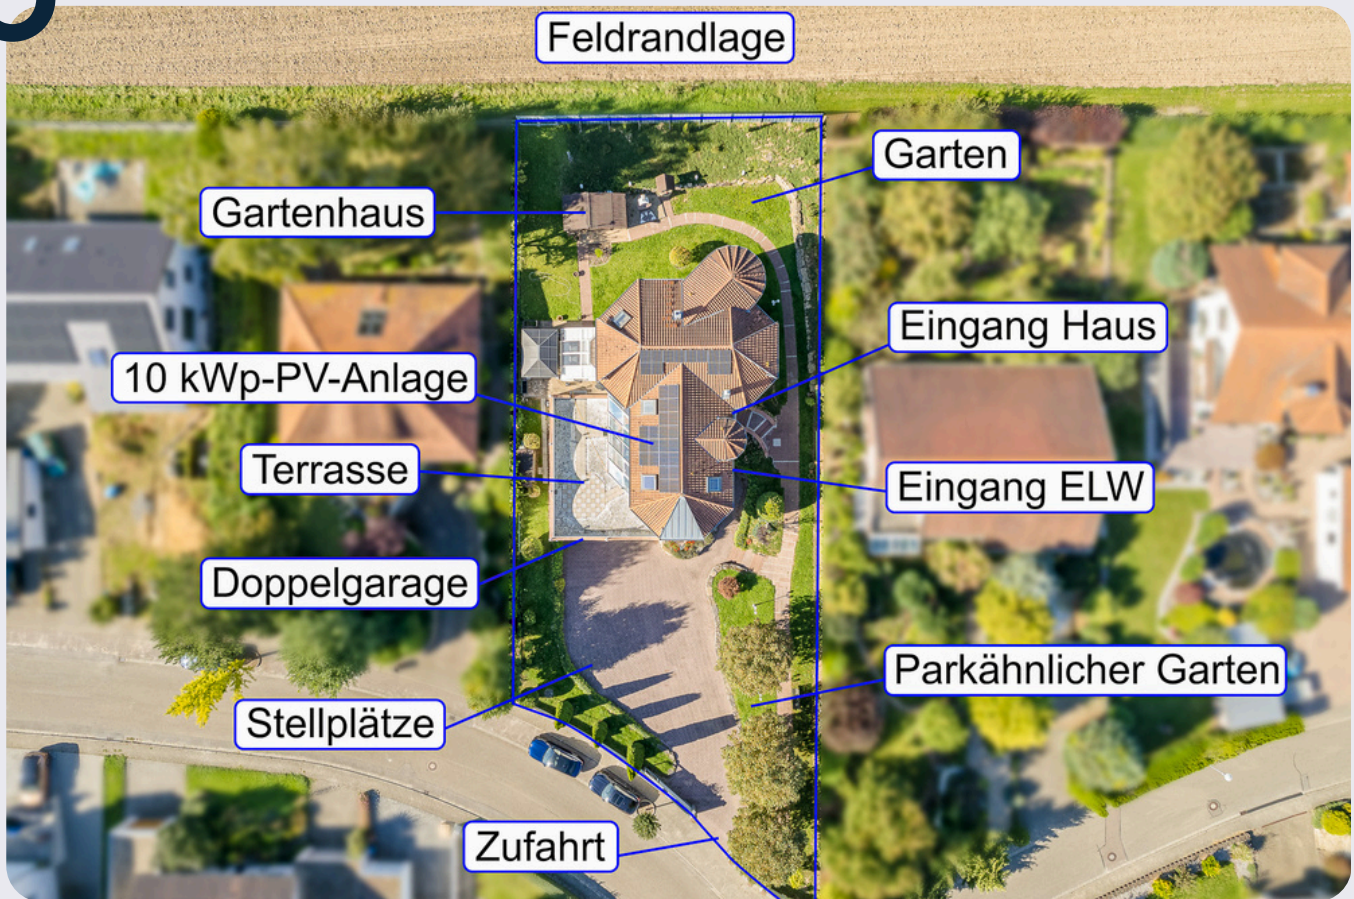 Feldrandlage
Garten
Gartenhaus
Eingang Haus
10 kWp-PV-Anlage
Terrasse
Eingang ELW
Doppelgarage
Parkähnlicher Garten
Stellplätze
Zufahrt